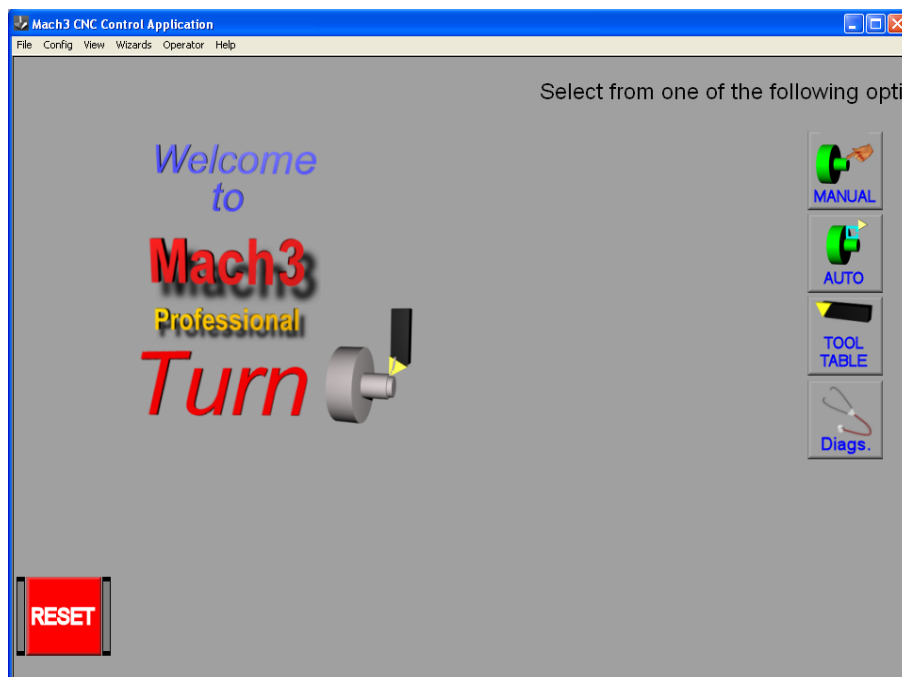 Mach3 CNC Control Application
File Config View Wizards Operator Help
Select from one of the following opti
Welcome
to
Mach3
Professional
Turn
MANUAL
AUTO
TOOL
TABLE
Diags.
RESET